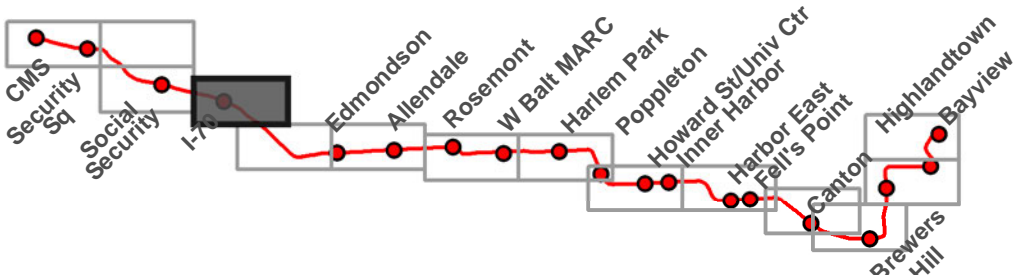 CMS
Security
Sq
Social
Security
I-70
Edmondson
Allendale
Rosemont
W Balt MARC
Harlem Park
Poppleton
Howard St/Univ Ctr
Inner Harbor
Harbor East
Fell's Point
Canton
Brewers
Hill
Highlandtown
Bayview